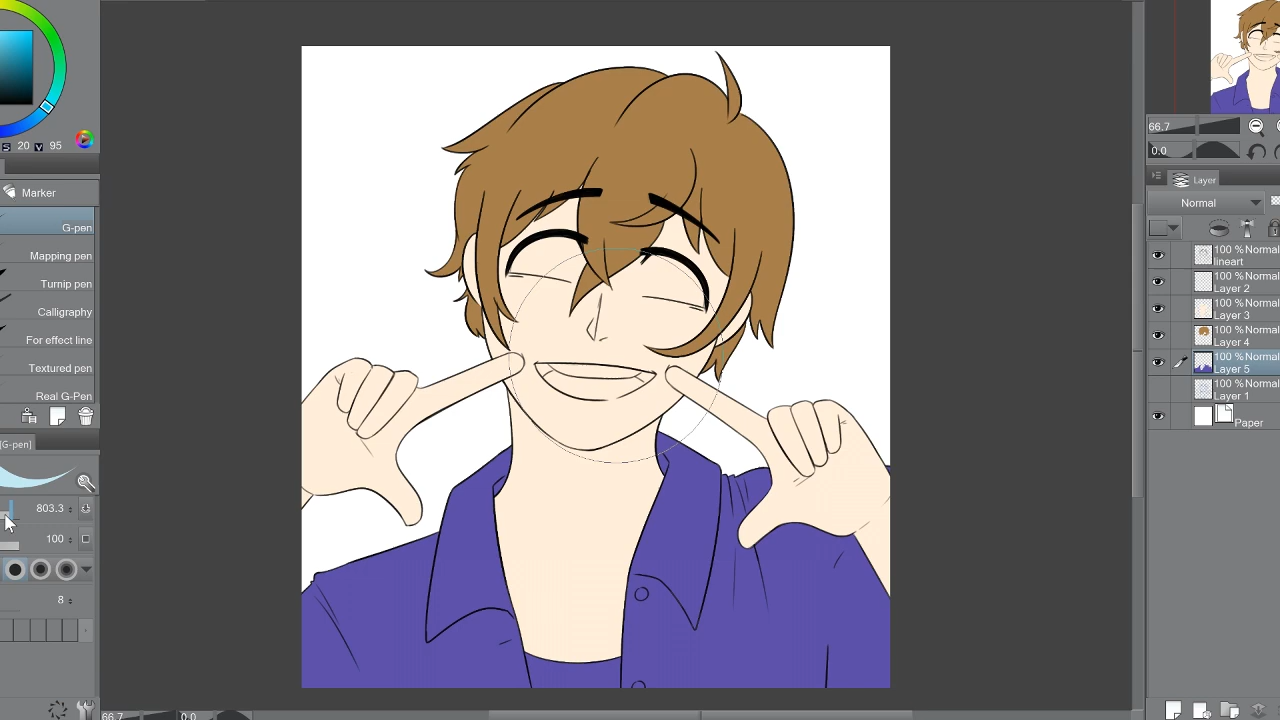 S 20 V 95
Marker
G-pen
Mapping pen
Turnip pen
Calligraphy
For effect line
Textured pen
Real G-Pen
[G-pen]
803.3
100
8
66.7 0.0
66.7
0.0
Layer
Normal
100 % Normal
lineart
100 % Normal
Layer 2
100 % Normal
Layer 3
100 % Normal
Layer 4
100 % Normal
Layer 5
100 % Normal
Layer 1
Paper